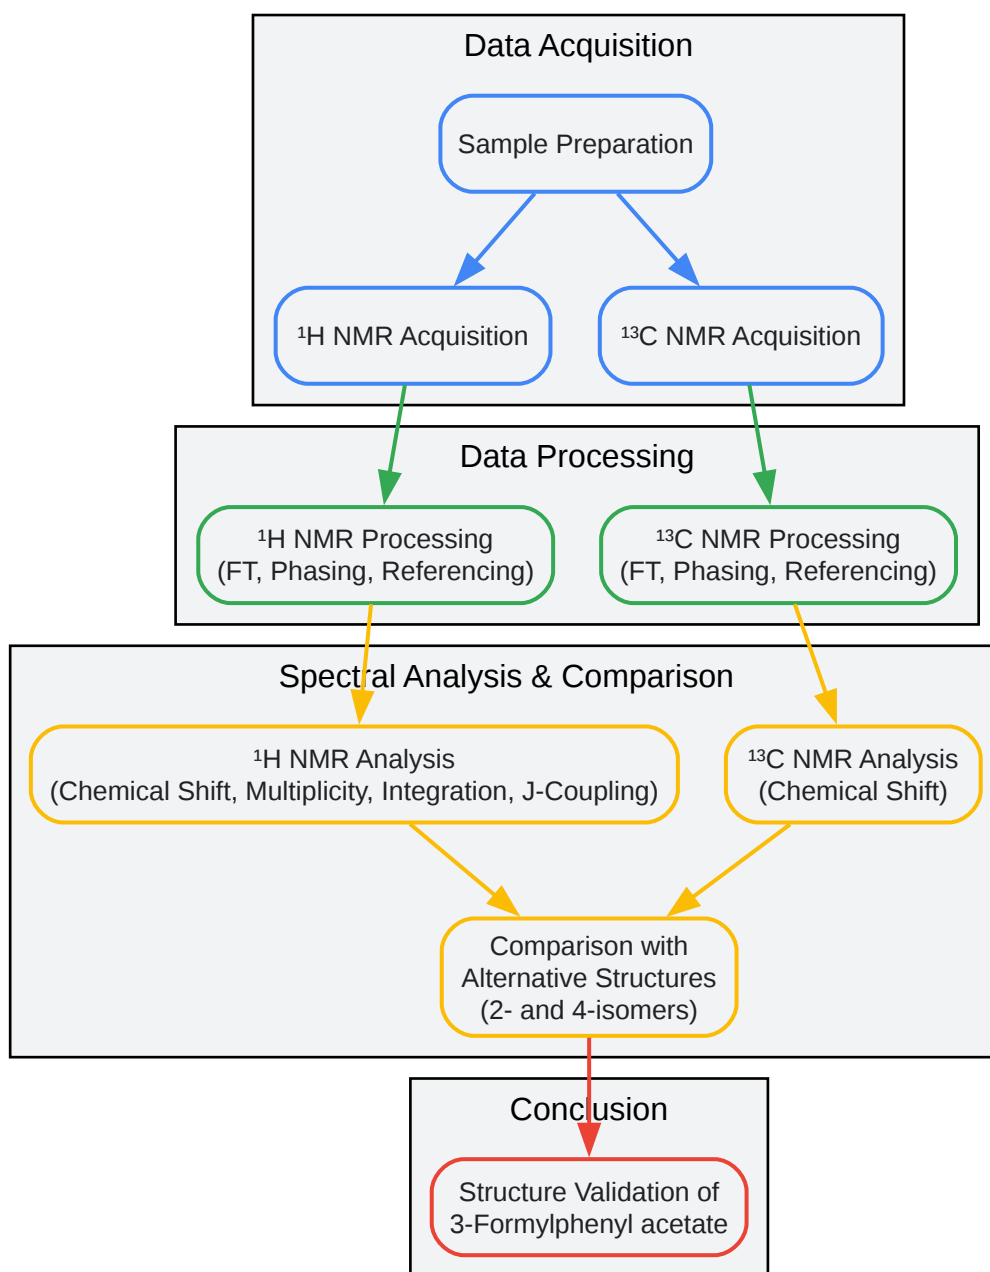 Data Acquisition
Sample Preparation
¹H NMR Acquisition
¹³C NMR Acquisition
Data Processing
¹H NMR Processing
(FT, Phasing, Referencing)
¹³C NMR Processing
(FT, Phasing, Referencing)
Spectral Analysis & Comparison
¹H NMR Analysis
(Chemical Shift, Multiplicity, Integration, J-Coupling)
¹³C NMR Analysis
(Chemical Shift)
Comparison with
Alternative Structures
(2- and 4-isomers)
Conclusion
Structure Validation of
3-Formylphenyl acetate